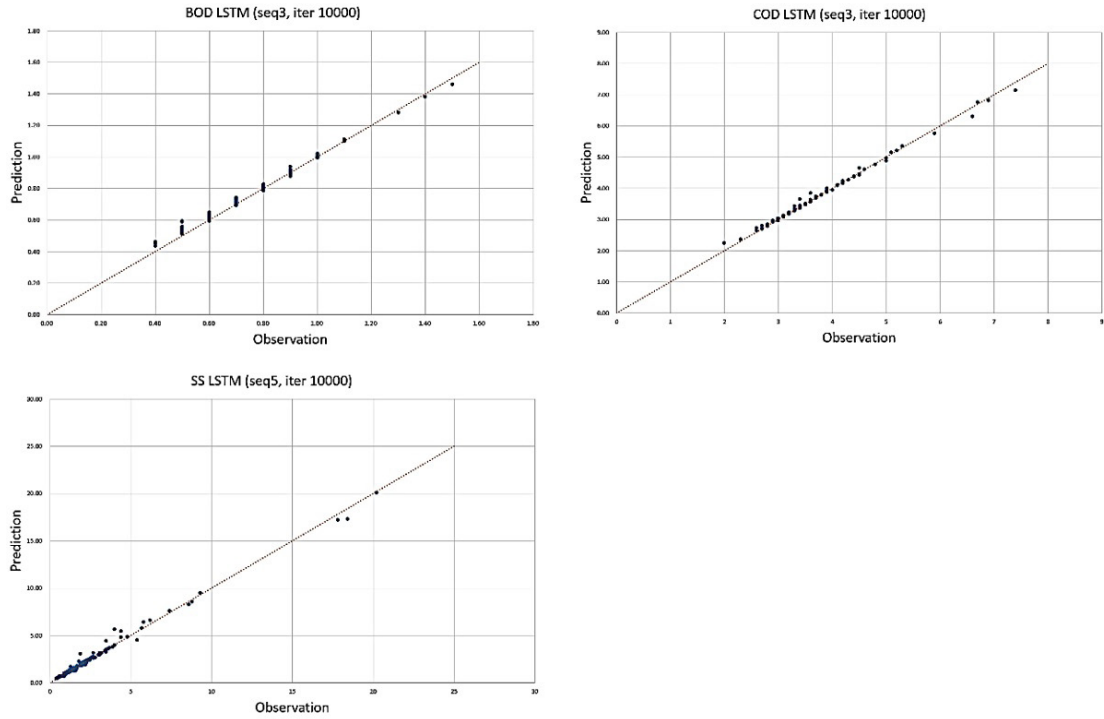 BOD LSTM (seq3, iter 10000)
1.80
1.60
1.40
1.20
1.00
0.80
0.60
0.40
0.20
0.00
Prediction
0.00 0.20 0.40 0.60 0.80 1.00 1.20 1.40 1.60 1.80
Observation
COD LSTM (seq3, iter 10000)
9.00
8.00
7.00
6.00
5.00
4.00
3.00
2.00
1.00
0.00
Prediction
0 1 2 3 4 5 6 7 8 9
Observation
SS LSTM (seq5, iter 10000)
30.00
25.00
20.00
15.00
10.00
5.00
0.00
Prediction
0 5 10 15 20 25 30
Observation